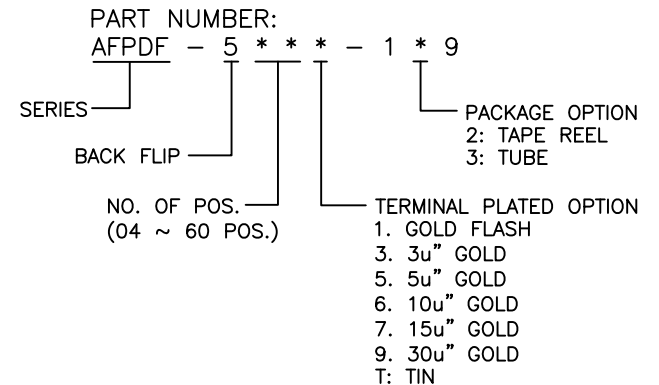 PART NUMBER:
AFPDF - 5 * * * - 1 * 9
SERIES
PACKAGE OPTION
2: TAPE REEL
3: TUBE
BACK FLIP
NO. OF POS.
(04 ~ 60 POS.)
TERMINAL PLATED OPTION
1. GOLD FLASH
3. 3u" GOLD
5. 5u" GOLD
6. 10u" GOLD
7. 15u" GOLD
9. 30u" GOLD
T: TIN